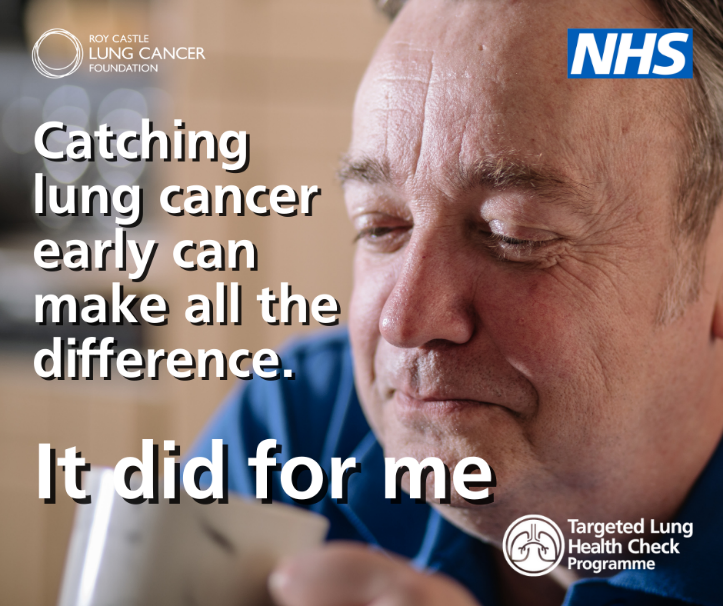 ROY CASTLE
LUNG CANCER
FOUNDATION
NHS
Catching
lung cancer
early can
make all the
difference.
It did for me
Targeted Lung
Health Check
Programme